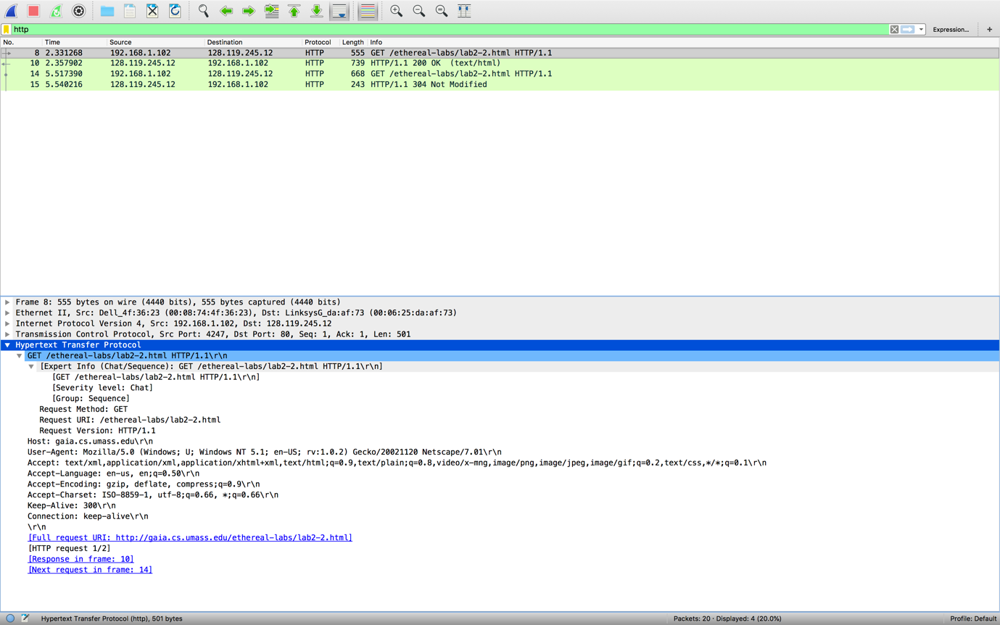 http
Expression...
+
No. Time Source Destination Protocol Length Info
8 2.331268 192.168.1.102 128.119.245.12 HTTP 555 GET /ethereal-labs/lab2-2.html HTTP/1.1
10 2.357902 128.119.245.12 192.168.1.102 HTTP 739 HTTP/1.1 200 OK (text/html)
14 5.517390 192.168.1.102 128.119.245.12 HTTP 668 GET /ethereal-labs/lab2-2.html HTTP/1.1
15 5.540216 128.119.245.12 192.168.1.102 HTTP 243 HTTP/1.1 304 Not Modified
Frame 8: 555 bytes on wire (4440 bits), 555 bytes captured (4440 bits)
Ethernet II, Src: Dell_4f:36:23 (00:08:74:4f:36:23), Dst: LinksysG_da:af:73 (00:06:25:da:af:73)
Internet Protocol Version 4, Src: 192.168.1.102, Dst: 128.119.245.12
Transmission Control Protocol, Src Port: 4247, Dst Port: 80, Seq: 1, Ack: 1, Len: 501
Hypertext Transfer Protocol
GET /ethereal-labs/lab2-2.html HTTP/1.1\r\n
[Expert Info (Chat/Sequence): GET /ethereal-labs/lab2-2.html HTTP/1.1\r\n]
[GET /ethereal-labs/lab2-2.html HTTP/1.1\r\n]
[Severity level: Chat]
[Group: Sequence]
Request Method: GET
Request URI: /ethereal-labs/lab2-2.html
Request Version: HTTP/1.1
Host: gaia.cs.umass.edu\r\n
User-Agent: Mozilla/5.0 (Windows; U; Windows NT 5.1; en-US; rv:1.0.2) Gecko/20021120 Netscape/7.01\r\n
Accept: text/xml,application/xml,application/xhtml+xml,text/html;q=0.9,text/plain;q=0.8,video/x-mng,image/png,image/jpeg,image/gif;q=0.2,text/css,*/*;q=0.1\r\n
Accept-Language: en-us, en;q=0.50\r\n
Accept-Encoding: gzip, deflate, compress;q=0.9\r\n
Accept-Charset: ISO-8859-1, utf-8;q=0.66, *;q=0.66\r\n
Keep-Alive: 300\r\n
Connection: keep-alive\r\n
\r\n
[Full request URI: http://gaia.cs.umass.edu/ethereal-labs/lab2-2.html]
[HTTP request 1/2]
[Response in frame: 10]
[Next request in frame: 14]
Hypertext Transfer Protocol (http), 501 bytes
Packets: 20 · Displayed: 4 (20.0%)
Profile: Default